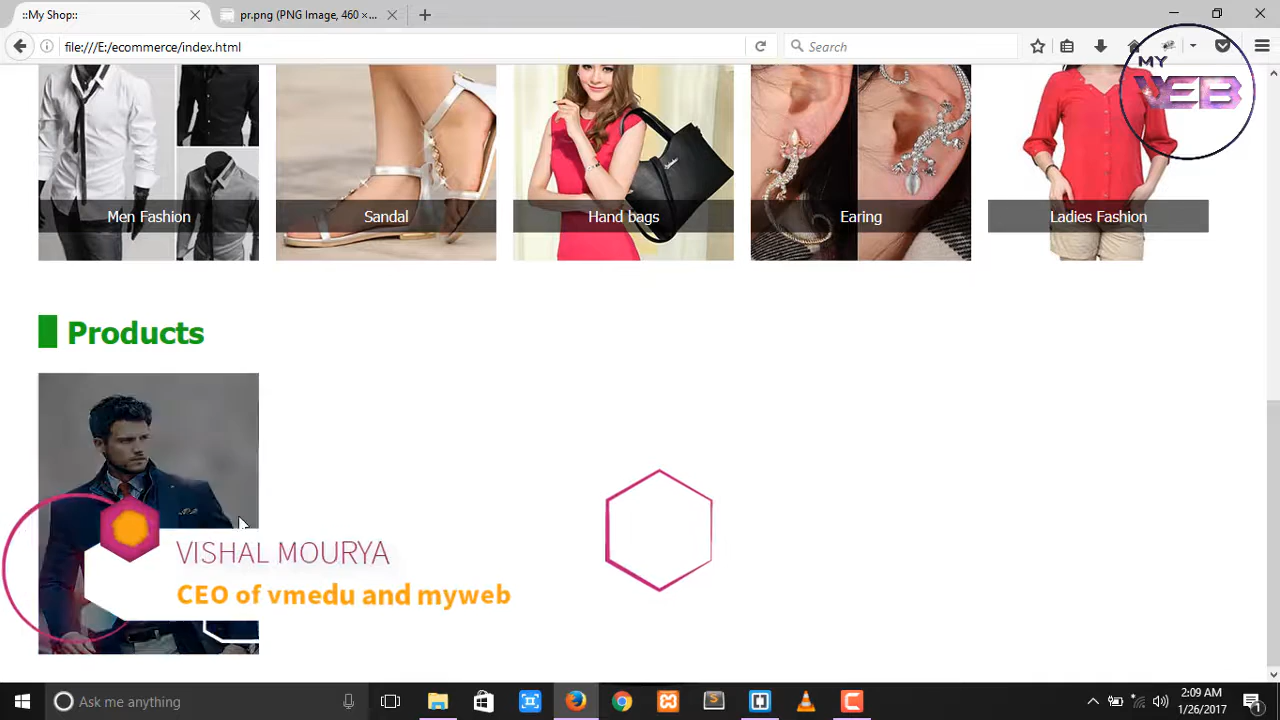 ::My Shop::
pr.png (PNG Image, 460 ×...
file:///E:/ecommerce/index.html
Search
MY
WEB
Men Fashion
Sandal
Hand bags
Earing
Ladies Fashion
Products
VISHAL MOURYA
CEO of vmedu and myweb
Ask me anything
2:09 AM
1/26/2017
1